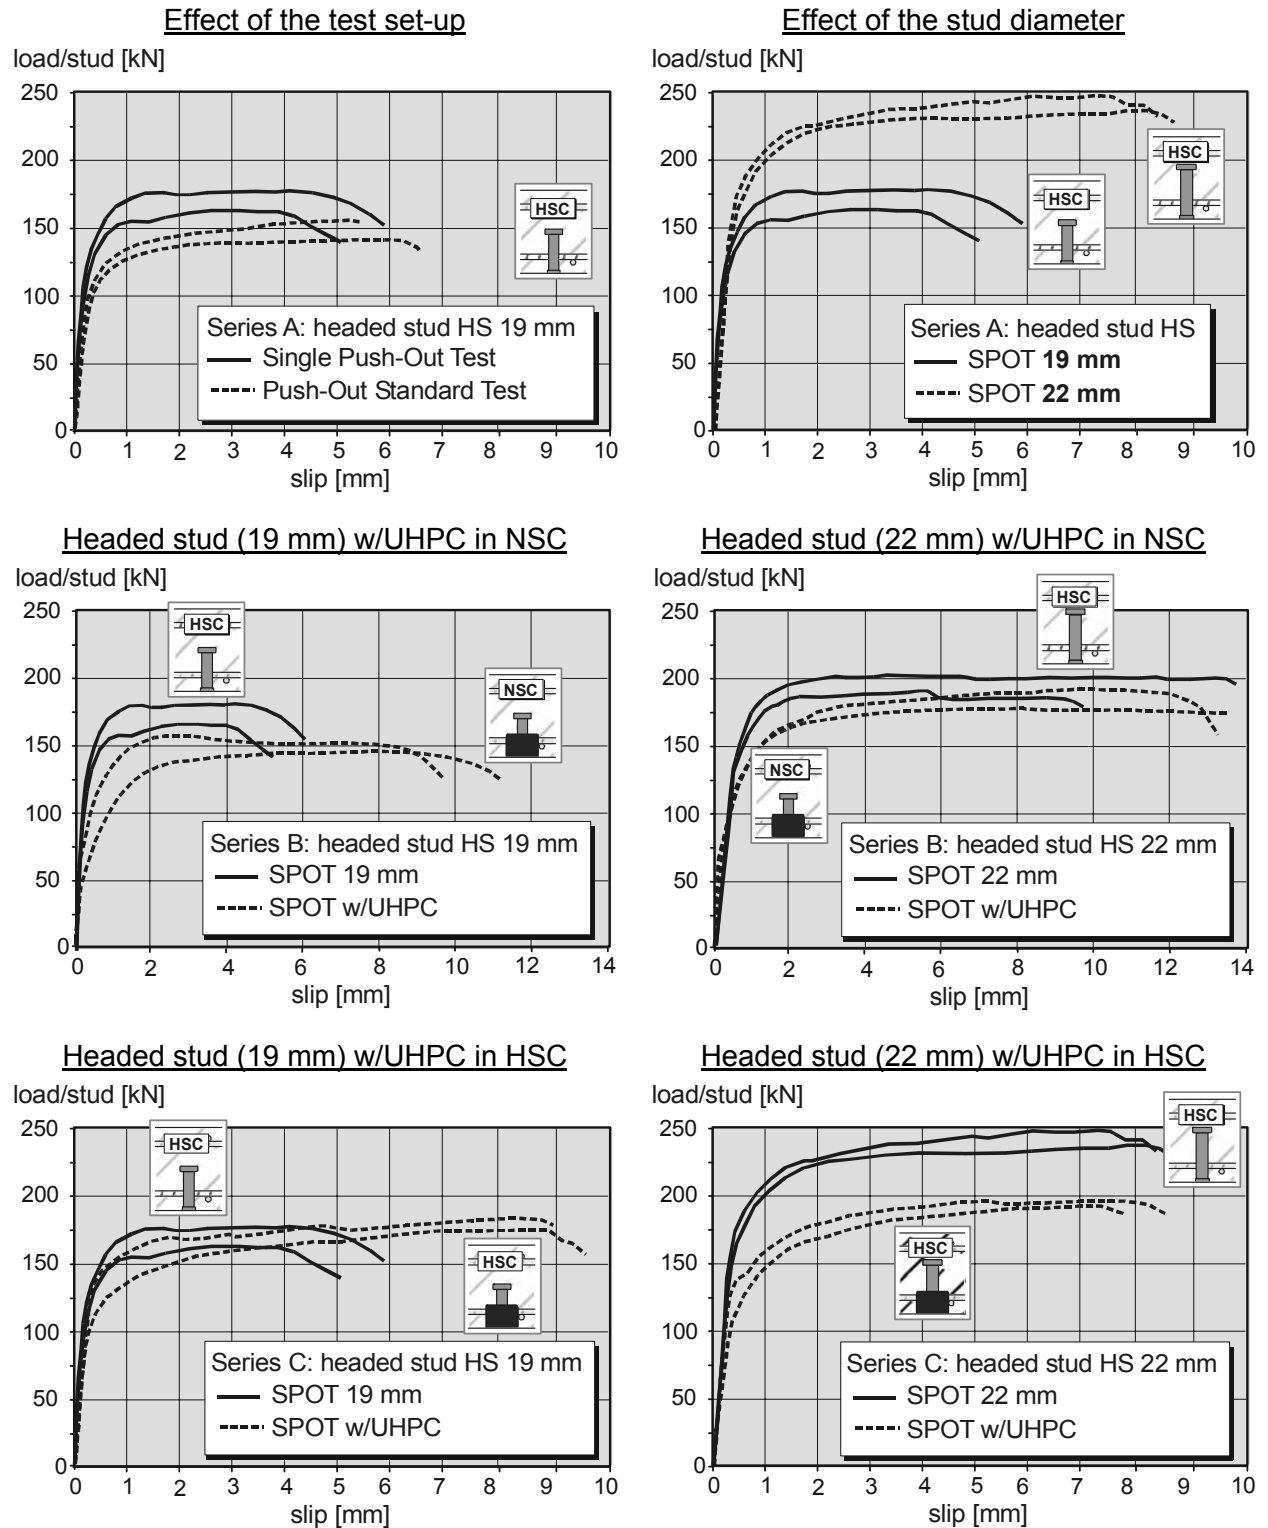 Effect of the test set-up
load/stud [kN]
250
200
150
100
50
0
0 1 2 3 4 5 6 7 8 9 10
slip [mm]
HSC
Series A: headed stud HS 19 mm
Single Push-Out Test
Push-Out Standard Test
Effect of the stud diameter
load/stud [kN]
250
200
150
100
50
0
0 1 2 3 4 5 6 7 8 9 10
slip [mm]
HSC
HSC
Series A: headed stud HS
SPOT 19 mm
SPOT 22 mm
Headed stud (19 mm) w/UHPC in NSC
load/stud [kN]
250
200
150
100
50
0
0 2 4 6 8 10 12 14
slip [mm]
HSC
NSC
Series B: headed stud HS 19 mm
SPOT 19 mm
SPOT w/UHPC
Headed stud (22 mm) w/UHPC in NSC
load/stud [kN]
250
200
150
100
50
0
0 2 4 6 8 10 12 14
slip [mm]
HSC
NSC
Series B: headed stud HS 22 mm
SPOT 22 mm
SPOT w/UHPC
Headed stud (19 mm) w/UHPC in HSC
load/stud [kN]
250
200
150
100
50
0
0 1 2 3 4 5 6 7 8 9 10
slip [mm]
HSC
HSC
Series C: headed stud HS 19 mm
SPOT 19 mm
SPOT w/UHPC
Headed stud (22 mm) w/UHPC in HSC
load/stud [kN]
250
200
150
100
50
0
0 1 2 3 4 5 6 7 8 9 10
slip [mm]
HSC
HSC
Series C: headed stud HS 22 mm
SPOT 22 mm
SPOT w/UHPC